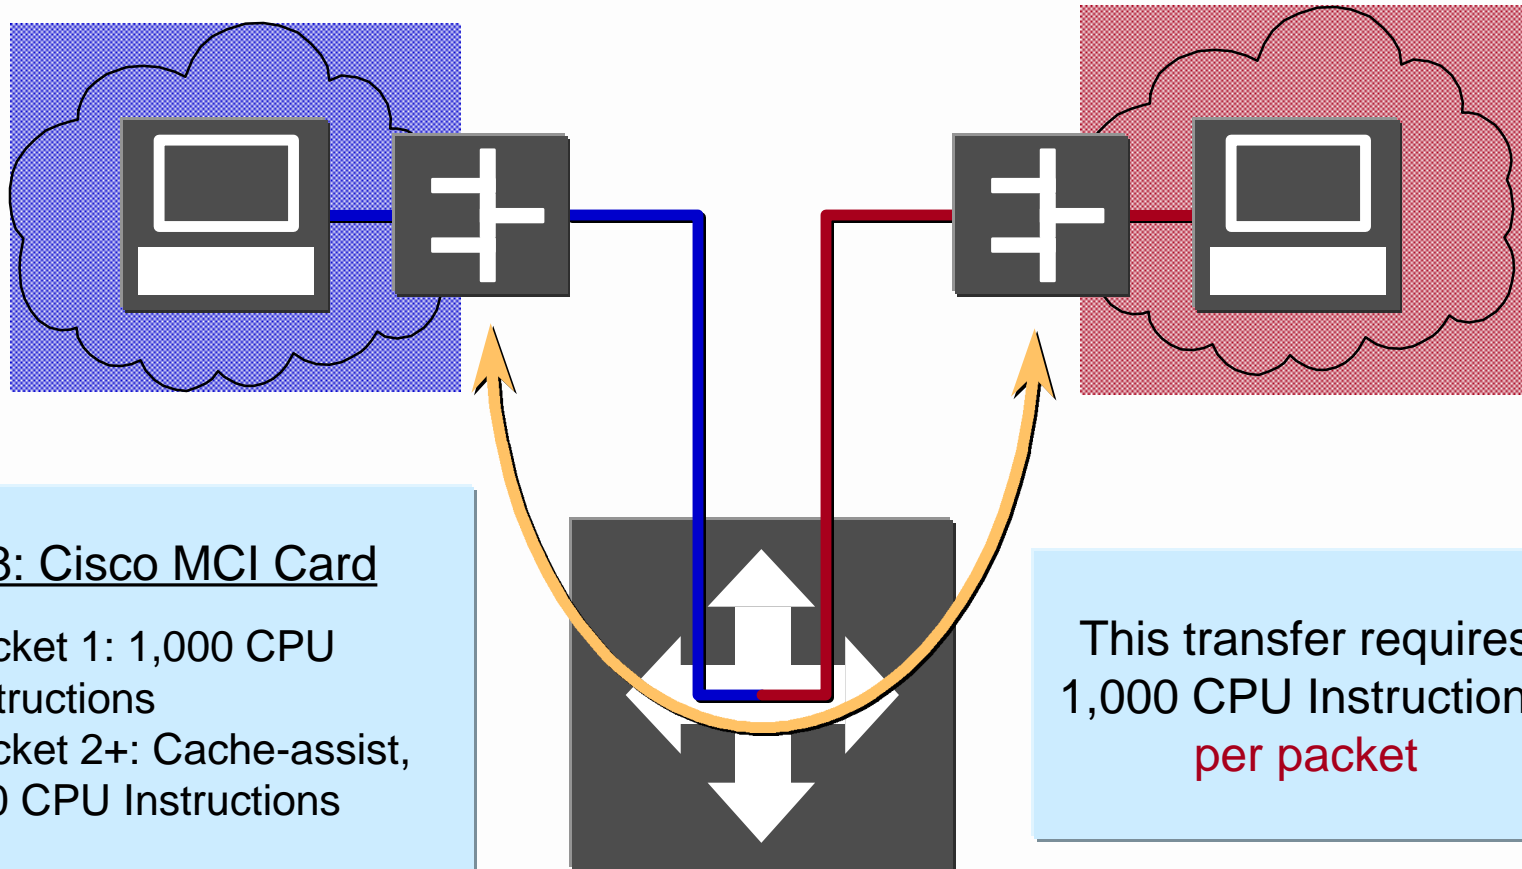 3: Cisco MCI Card
cket 1: 1,000 CPU
tructions
cket 2+: Cache-assist,
0 CPU Instructions
This transfer requires
1,000 CPU Instruction
per packet